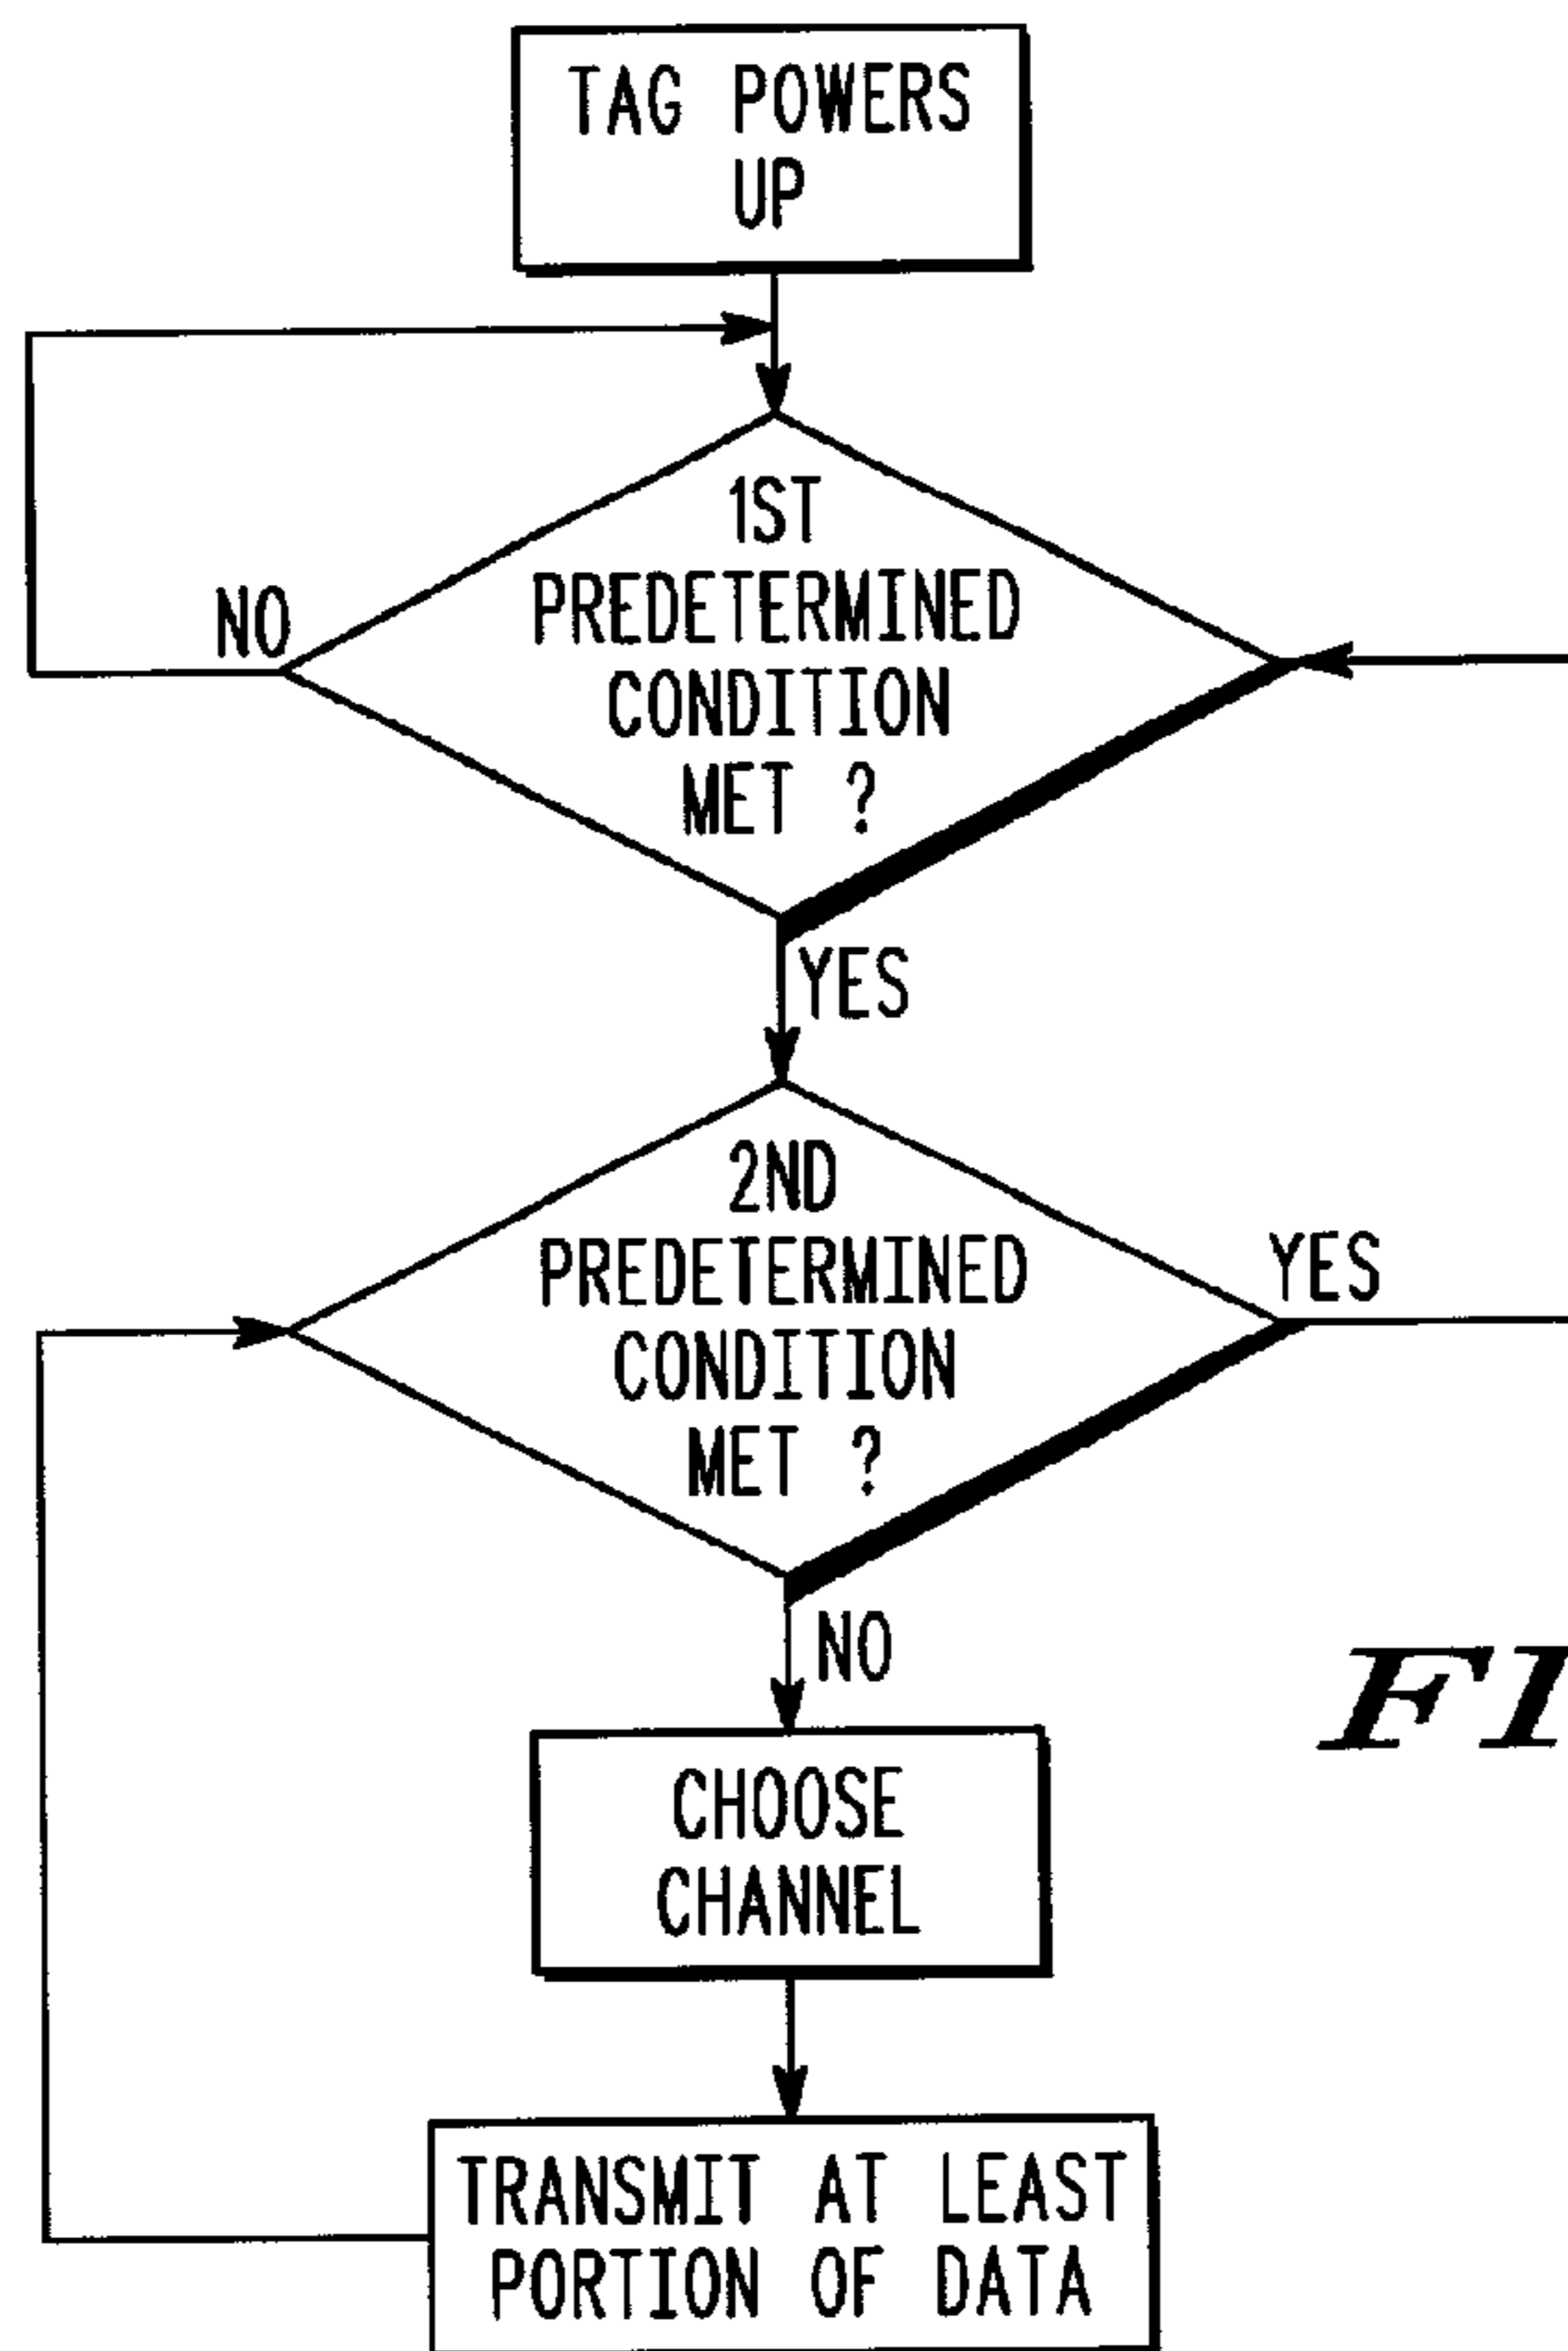 TAG POWERS
UP
1ST
PREDETERMINED
CONDITION
MET ?
NO
YES
2ND
PREDETERMINED
CONDITION
MET ?
YES
NO
FI
CHOOSE
CHANNEL
TRANSMIT AT LEAST
PORTION OF DATA